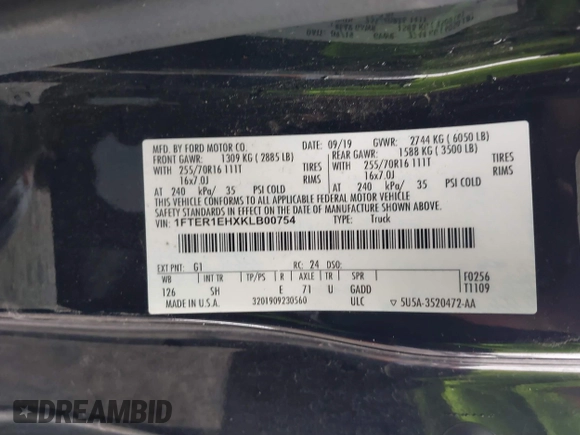 MFD. BY FORD MOTOR CO. 09/19 GVWR: 2744 KG ( 6050 LB)
FRONT GAWR: 1309 KG ( 2885 LB) REAR GAWR: 1588 KG ( 3500 LB)
WITH 255/70R16 111T TIRES WITH 255/70R16 111T TIRES
16x7.0J RIMS 16x7.0J RIMS
AT 240 kPa/ 35 PSI COLD AT 240 kPa/ 35 PSI COLD
THIS VEHICLE CONFORMS TO ALL APPLICABLE FEDERAL MOTOR VEHICLE
SAFETY STANDARDS IN EFFECT ON THE DATE OF MANUFACTURE SHOWN ABOVE.
VIN: 1FTER1EHXKLB00754 TYPE: Truck
EXT PNT: G1 RC: 24 DSO:
WB INT TR TP/PS R AXLE TR SPR F0256
126 SH E 71 U GADD T1109
MADE IN U.S.A. 3201909230560 ULC 5U5A-3520472-AA
DREAMBID